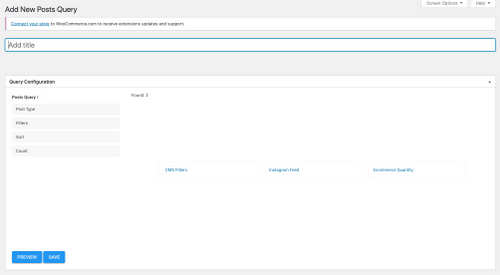 Screen Options ▼ Help ▼
Add New Posts Query
Connect your store to WooCommerce.com to receive extensions updates and support.
Add title
Query Configuration
Posts Query /
Found: 3
Post Type
Filters
Sort
Count
EMR Filters
Instagram Feed
Ecommerce Quantity
PREVIEW
SAVE